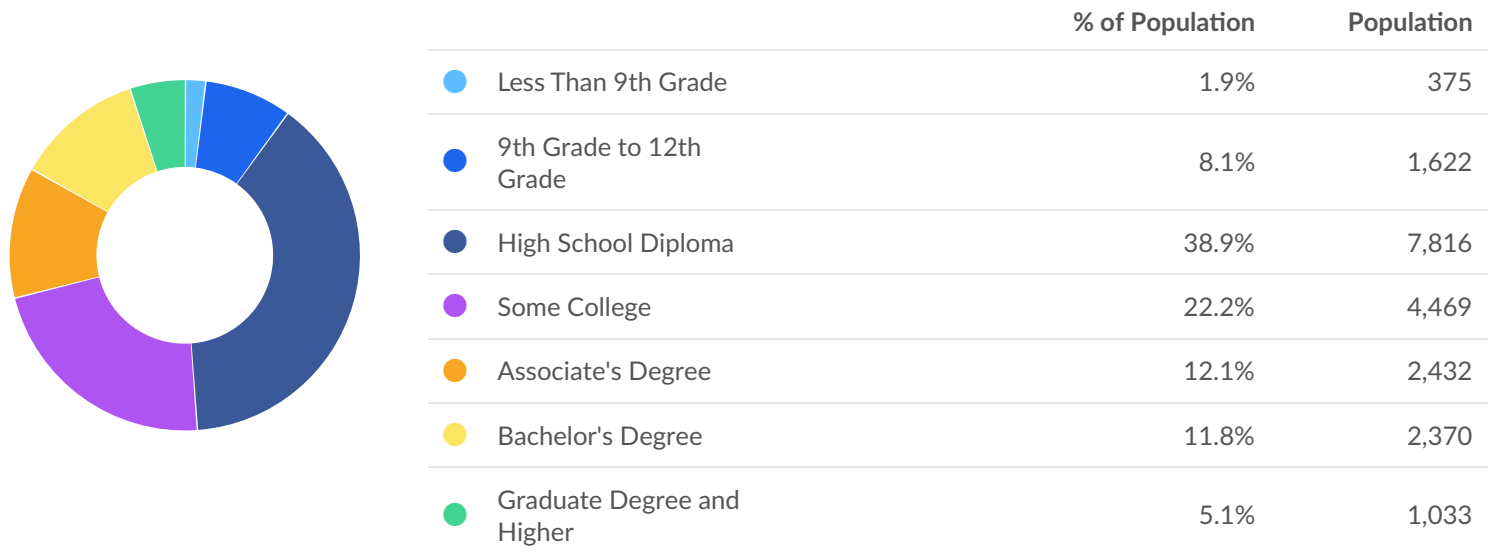 % of Population Population
Less Than 9th Grade 1.9% 375
9th Grade to 12th
Grade 8.1% 1,622
High School Diploma 38.9% 7,816
Some College 22.2% 4,469
Associate's Degree 12.1% 2,432
Bachelor's Degree 11.8% 2,370
Graduate Degree and
Higher 5.1% 1,033